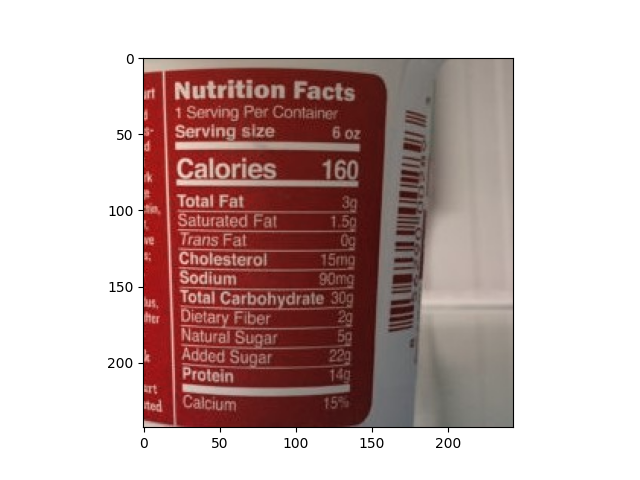 Nutrition Facts
1 Serving Per Container
Serving size 6 oz
Calories 160
Total Fat 3g
Saturated Fat 1.5g
Trans Fat 0g
Cholesterol 15mg
Sodium 90mg
Total Carbohydrate 30g
Dietary Fiber 2g
Natural Sugar 5g
Added Sugar 22g
Protein 14g
Calcium 15%
0
50
100
150
200
0 50 100 150 200